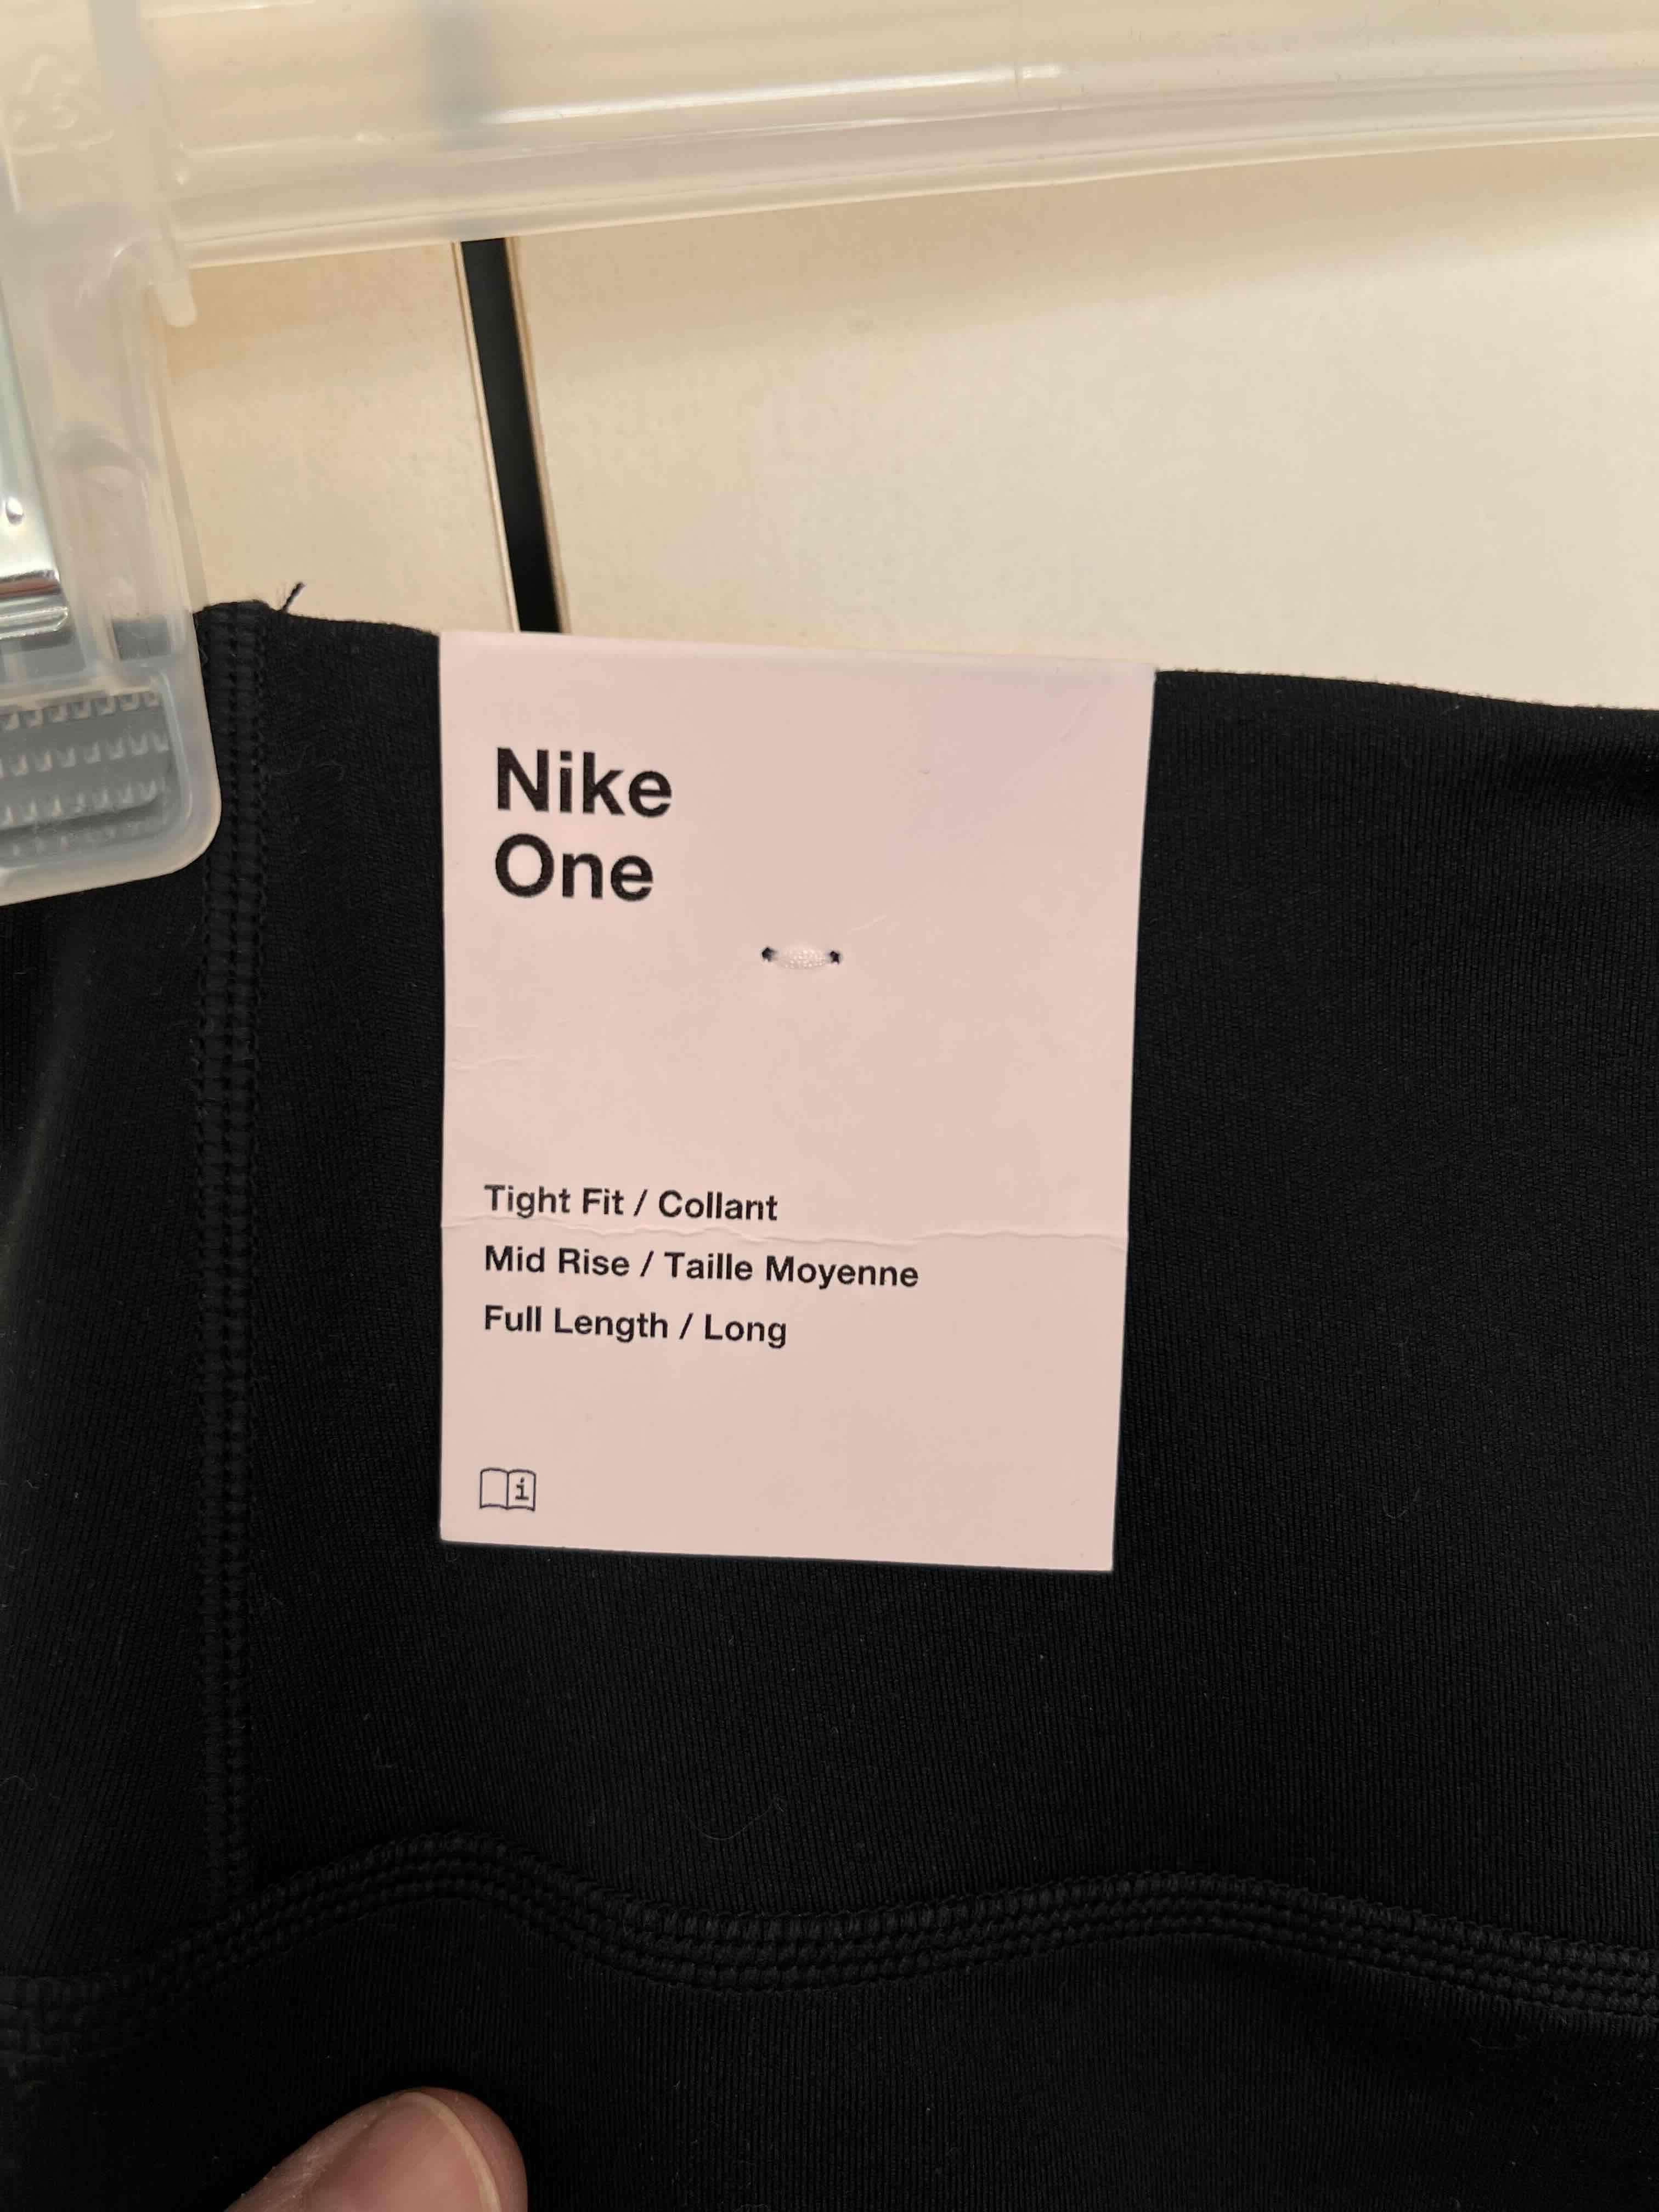 Nike
One
Tight Fit / Collant
Mid Rise / Taille Moyenne
Full Length / Long
i